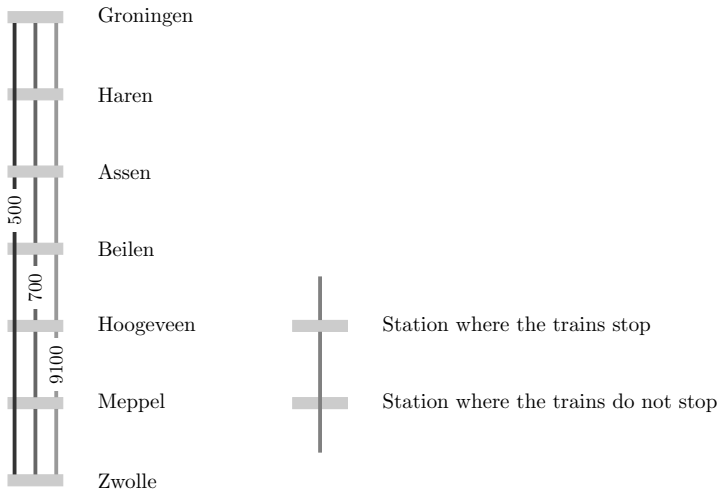 Groningen
Haren
Assen
500
Beilen
700
Hoogeveen
Station where the trains stop
9100
Meppel
Station where the trains do not stop
Zwolle